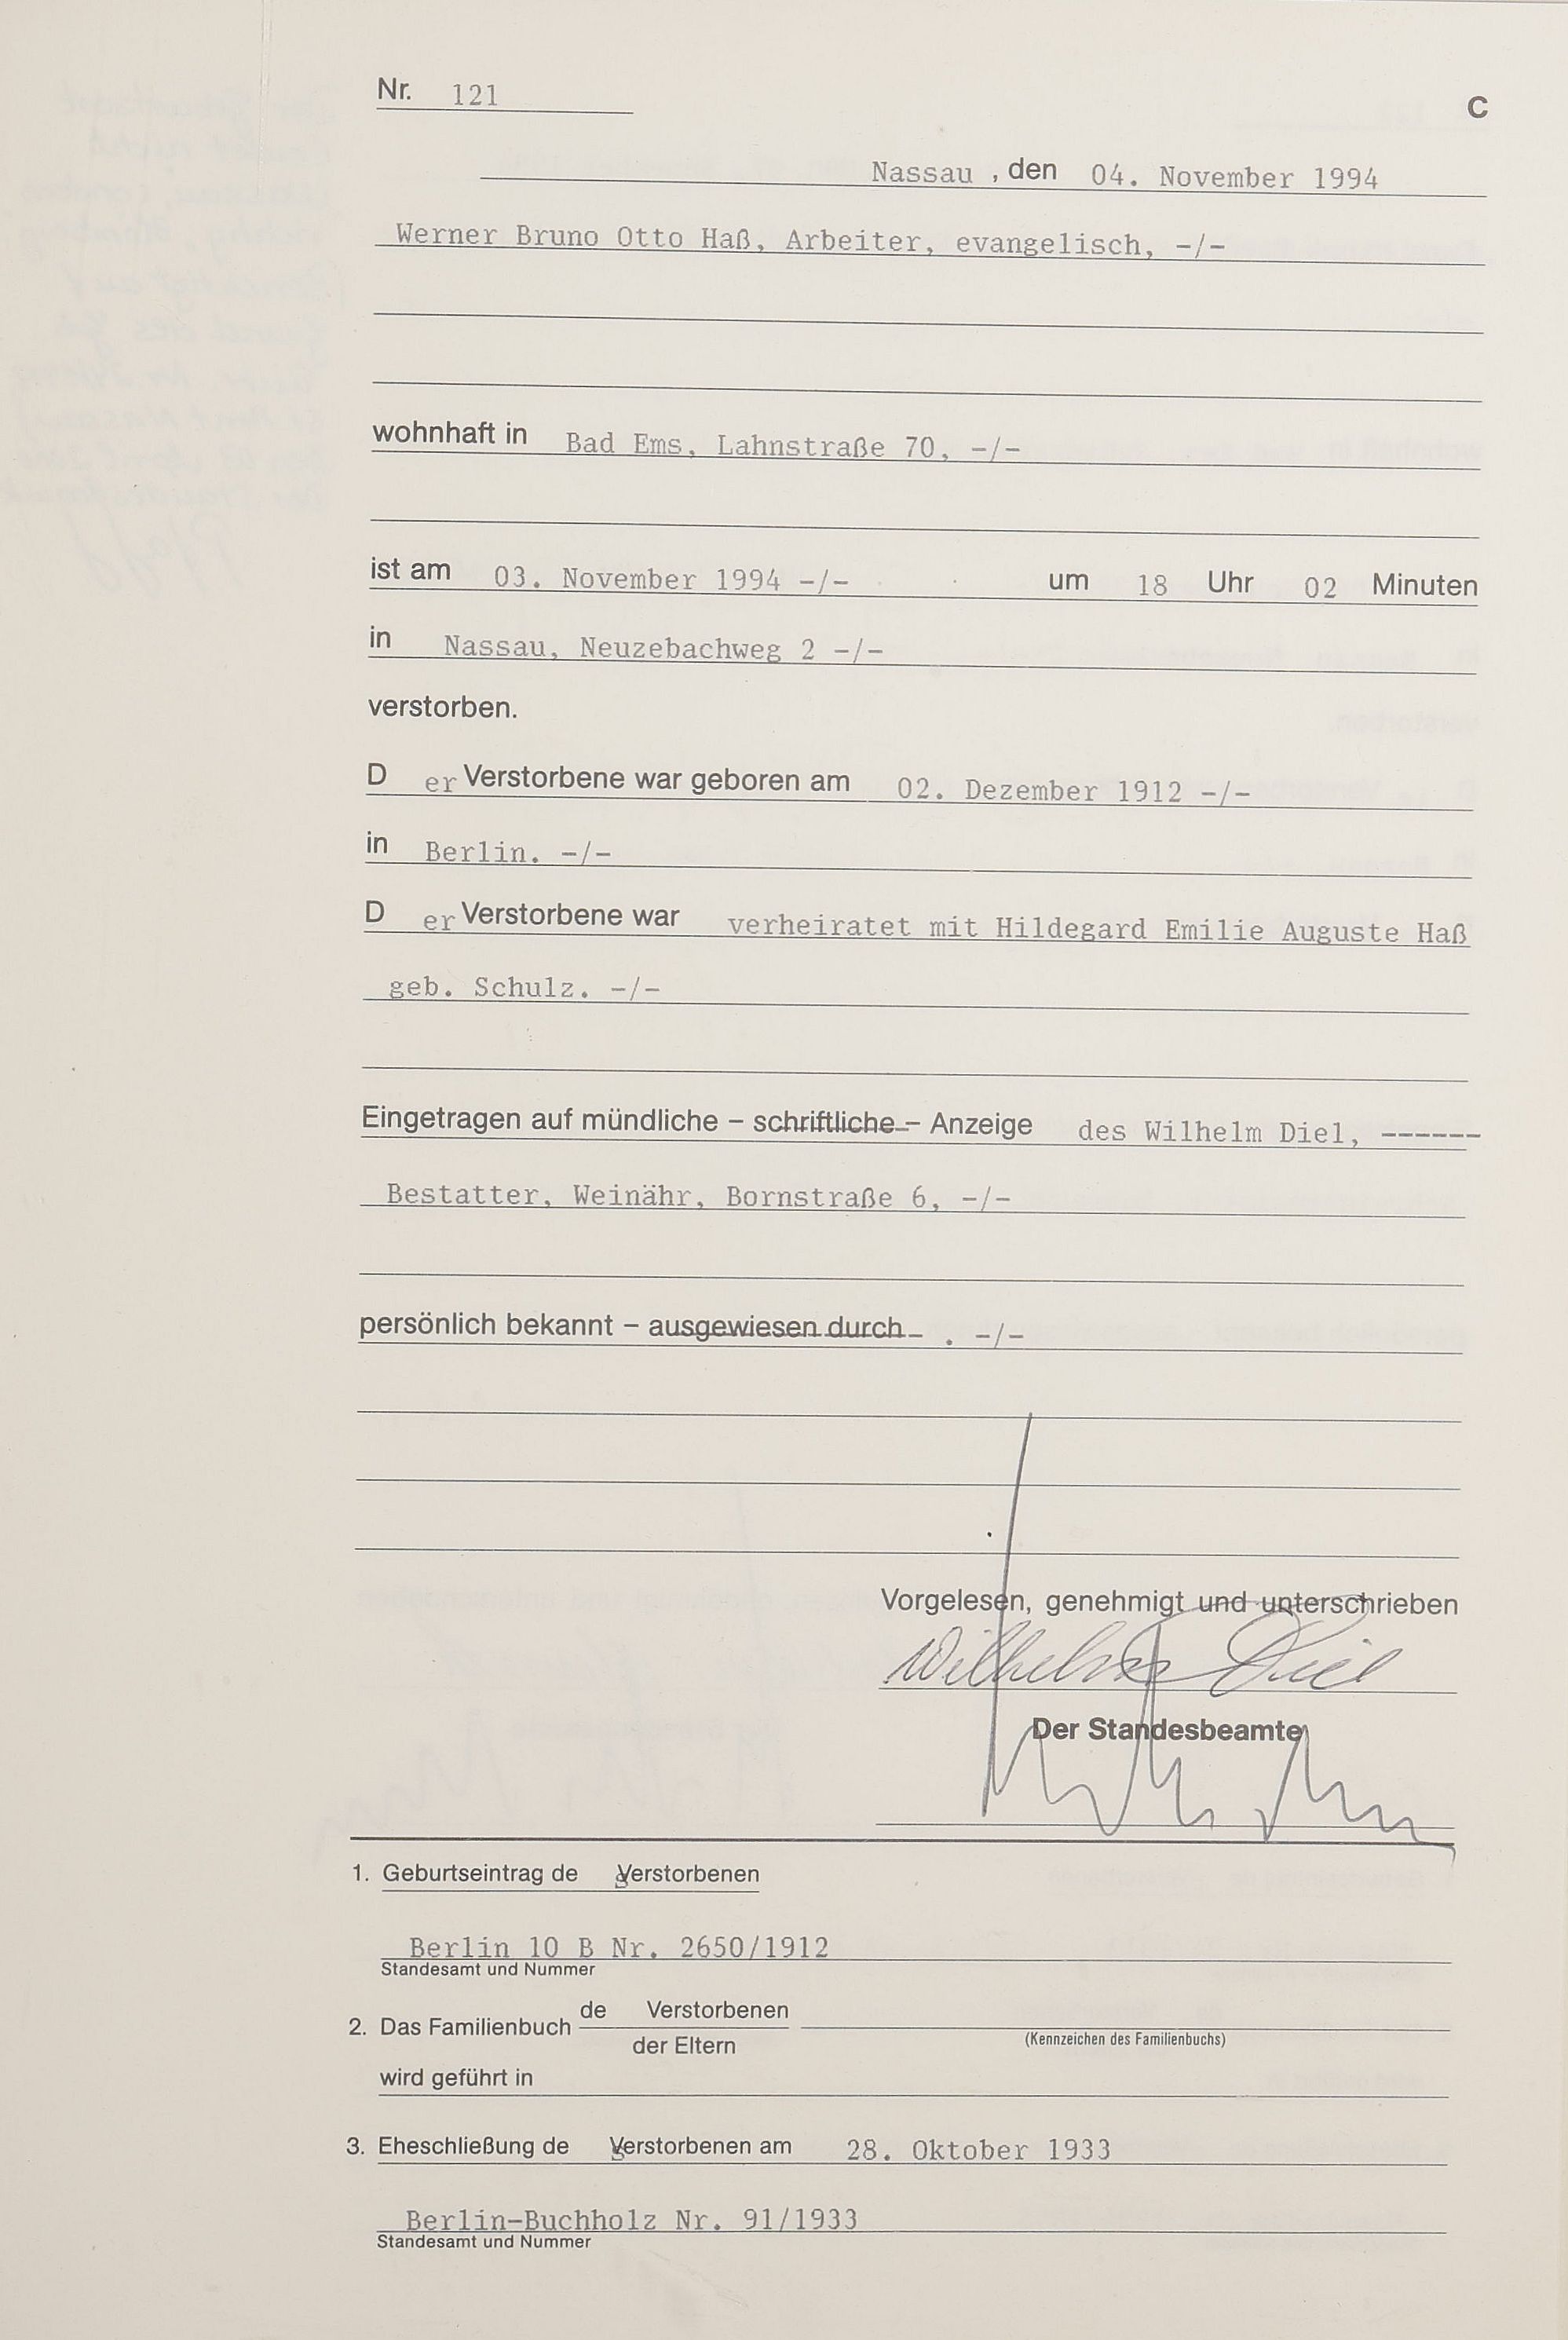 Nr. 121
C
Nassau , den 04. November 1994
Werner Bruno Otto Haß, Arbeiter, evangelisch, -/-
wohnhaft in Bad Ems, Lahnstraße 70, -/-
ist am 03. November 1994 -/- um 18 Uhr 02 Minuten
in Nassau, Neuzebachweg 2 -/-
verstorben.
D er Verstorbene war geboren am 02. Dezember 1912 -/-
in Berlin. -/-
D er Verstorbene war verheiratet mit Hildegard Emilie Auguste Haß
geb. Schulz. -/-
Eingetragen auf mündliche – schriftliche – Anzeige des Wilhelm Diel, ------
Bestatter, Weinähr, Bornstraße 6, -/-
persönlich bekannt – ausgewiesen durch . -/-
Vorgelesen, genehmigt und unterschrieben
Wilhelm Diel
Der Standesbeamte
1. Geburtseintrag de s Verstorbenen
Berlin 10 B Nr. 2650/1912
Standesamt und Nummer
2. Das Familienbuch de Verstorbenen
der Eltern
(Kennzeichen des Familienbuchs)
wird geführt in
3. Eheschließung de s Verstorbenen am 28. Oktober 1933
Berlin-Buchholz Nr. 91/1933
Standesamt und Nummer